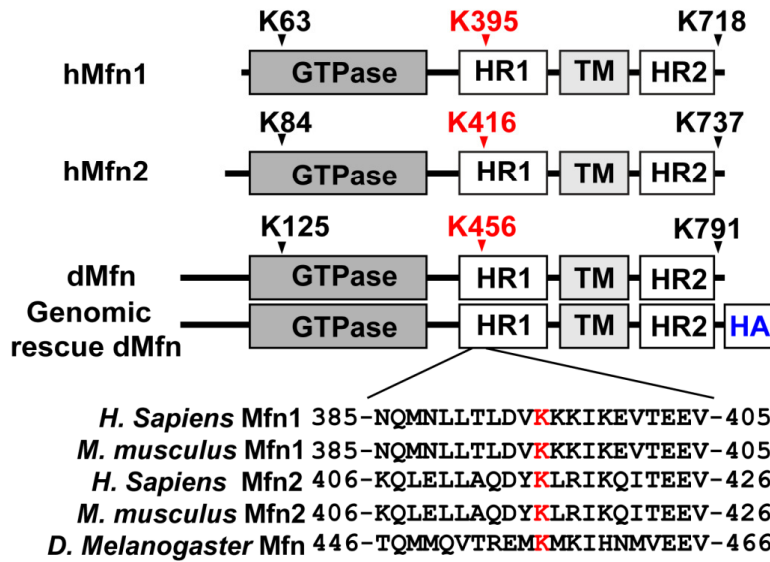 K63 K395 K718
hMfn1 GTPase HR1 TM HR2
K84 K416 K737
hMfn2 GTPase HR1 TM HR2
K125 K456 K791
dMfn GTPase HR1 TM HR2
Genomic rescue dMfn GTPase HR1 TM HR2 HA
H. Sapiens Mfn1 385-NQMNLLTLDVKKKIKEVTEEV-405
M. musculus Mfn1 385-NQMNLLTLDVKKKIKEVTEEV-405
H. Sapiens Mfn2 406-KQLELLAQDYKLRIKQITEEV-426
M. musculus Mfn2 406-KQLELLAQDYKLRIKQITEEV-426
D. Melanogaster Mfn 446-TQMMQVTREMKMKIHNMVEEV-466